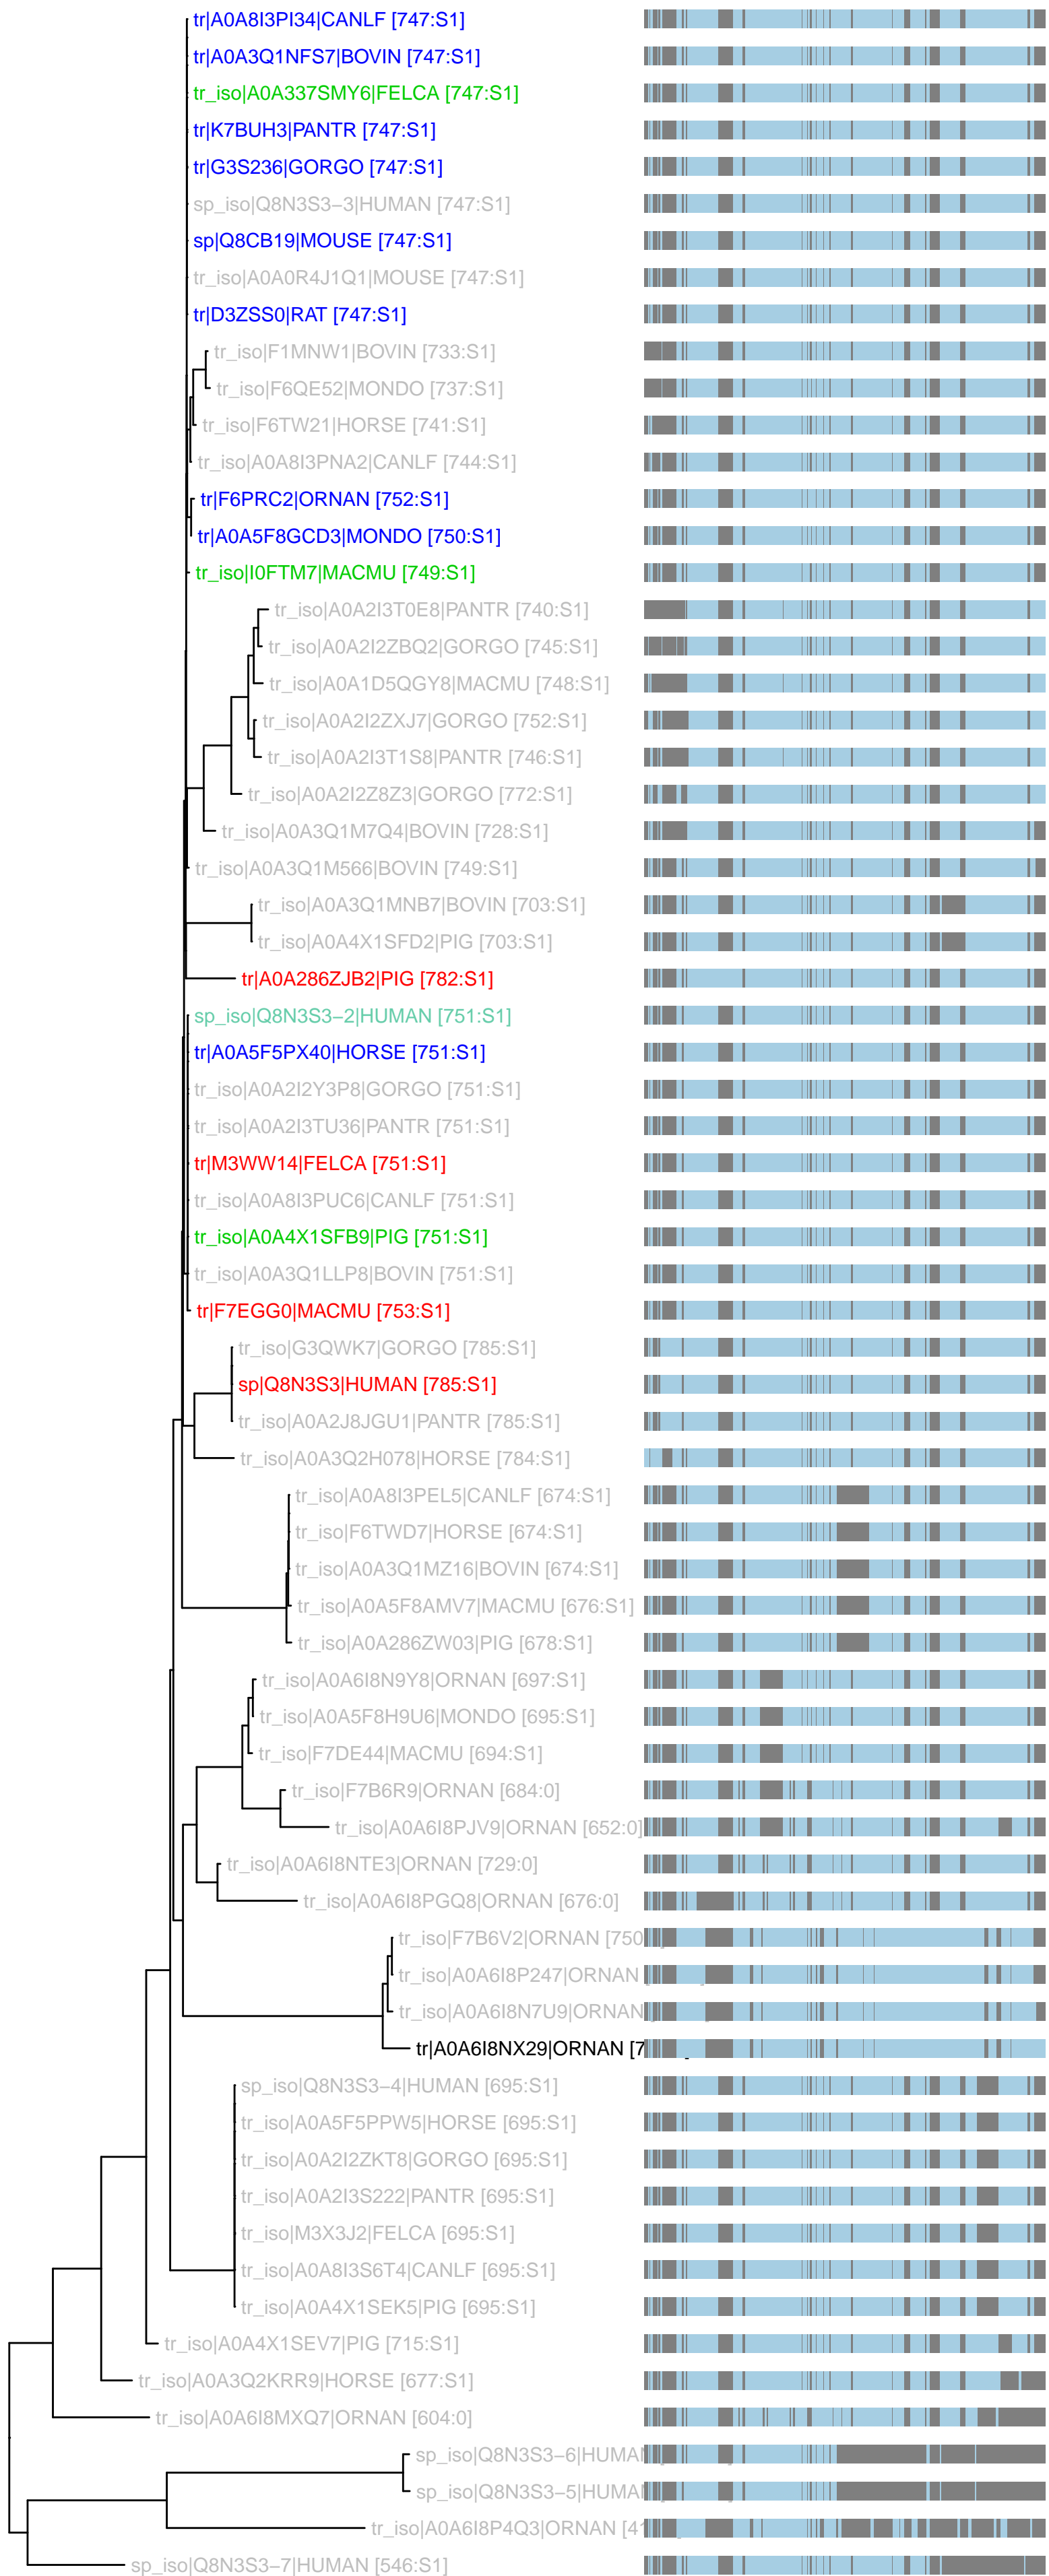 tr|A0A8I3PI34|CANLF [747:S1]
tr|A0A3Q1NFS7|BOVIN [747:S1]
tr_iso|A0A337SMY6|FELCA [747:S1]
tr|K7BUH3|PANTR [747:S1]
tr|G3S236|GORGO [747:S1]
sp_iso|Q8N3S3−3|HUMAN [747:S1]
sp|Q8CB19|MOUSE [747:S1]
tr_iso|A0A0R4J1Q1|MOUSE [747:S1]
tr|D3ZSS0|RAT [747:S1]
tr_iso|F1MNW1|BOVIN [733:S1]
tr_iso|F6QE52|MONDO [737:S1]
tr_iso|F6TW21|HORSE [741:S1]
tr_iso|A0A8I3PNA2|CANLF [744:S1]
tr|F6PRC2|ORNAN [752:S1]
tr|A0A5F8GCD3|MONDO [750:S1]
tr_iso|I0FTM7|MACMU [749:S1]
tr_iso|A0A2I3T0E8|PANTR [740:S1]
tr_iso|A0A2I2ZBQ2|GORGO [745:S1]
tr_iso|A0A1D5QGY8|MACMU [748:S1]
tr_iso|A0A2I2ZXJ7|GORGO [752:S1]
tr_iso|A0A2I3T1S8|PANTR [746:S1]
tr_iso|A0A2I2Z8Z3|GORGO [772:S1]
tr_iso|A0A3Q1M7Q4|BOVIN [728:S1]
tr_iso|A0A3Q1M566|BOVIN [749:S1]
tr_iso|A0A3Q1MNB7|BOVIN [703:S1]
tr_iso|A0A4X1SFD2|PIG [703:S1]
tr|A0A286ZJB2|PIG [782:S1]
sp_iso|Q8N3S3−2|HUMAN [751:S1]
tr|A0A5F5PX40|HORSE [751:S1]
tr_iso|A0A2I2Y3P8|GORGO [751:S1]
tr_iso|A0A2I3TU36|PANTR [751:S1]
tr|M3WW14|FELCA [751:S1]
tr_iso|A0A8I3PUC6|CANLF [751:S1]
tr_iso|A0A4X1SFB9|PIG [751:S1]
tr_iso|A0A3Q1LLP8|BOVIN [751:S1]
tr|F7EGG0|MACMU [753:S1]
tr_iso|G3QWK7|GORGO [785:S1]
sp|Q8N3S3|HUMAN [785:S1]
tr_iso|A0A2J8JGU1|PANTR [785:S1]
tr_iso|A0A3Q2H078|HORSE [784:S1]
tr_iso|A0A8I3PEL5|CANLF [674:S1]
tr_iso|F6TWD7|HORSE [674:S1]
tr_iso|A0A3Q1MZ16|BOVIN [674:S1]
tr_iso|A0A5F8AMV7|MACMU [676:S1]
tr_iso|A0A286ZW03|PIG [678:S1]
tr_iso|A0A6I8N9Y8|ORNAN [697:S1]
tr_iso|A0A5F8H9U6|MONDO [695:S1]
tr_iso|F7DE44|MACMU [694:S1]
tr_iso|F7B6R9|ORNAN [684:0]
tr_iso|A0A6I8PJV9|ORNAN [652:0]
tr_iso|A0A6I8NTE3|ORNAN [729:0]
tr_iso|A0A6I8PGQ8|ORNAN [676:0]
tr_iso|F7B6V2|ORNAN [750
tr_iso|A0A6I8P247|ORNAN
tr_iso|A0A6I8N7U9|ORNAN
tr|A0A6I8NX29|ORNAN [7
sp_iso|Q8N3S3−4|HUMAN [695:S1]
tr_iso|A0A5F5PPW5|HORSE [695:S1]
tr_iso|A0A2I2ZKT8|GORGO [695:S1]
tr_iso|A0A2I3S222|PANTR [695:S1]
tr_iso|M3X3J2|FELCA [695:S1]
tr_iso|A0A8I3S6T4|CANLF [695:S1]
tr_iso|A0A4X1SEK5|PIG [695:S1]
tr_iso|A0A4X1SEV7|PIG [715:S1]
tr_iso|A0A3Q2KRR9|HORSE [677:S1]
tr_iso|A0A6I8MXQ7|ORNAN [604:0]
sp_iso|Q8N3S3−6|HUMAN
sp_iso|Q8N3S3−5|HUMAN
tr_iso|A0A6I8P4Q3|ORNAN [41
sp_iso|Q8N3S3−7|HUMAN [546:S1]